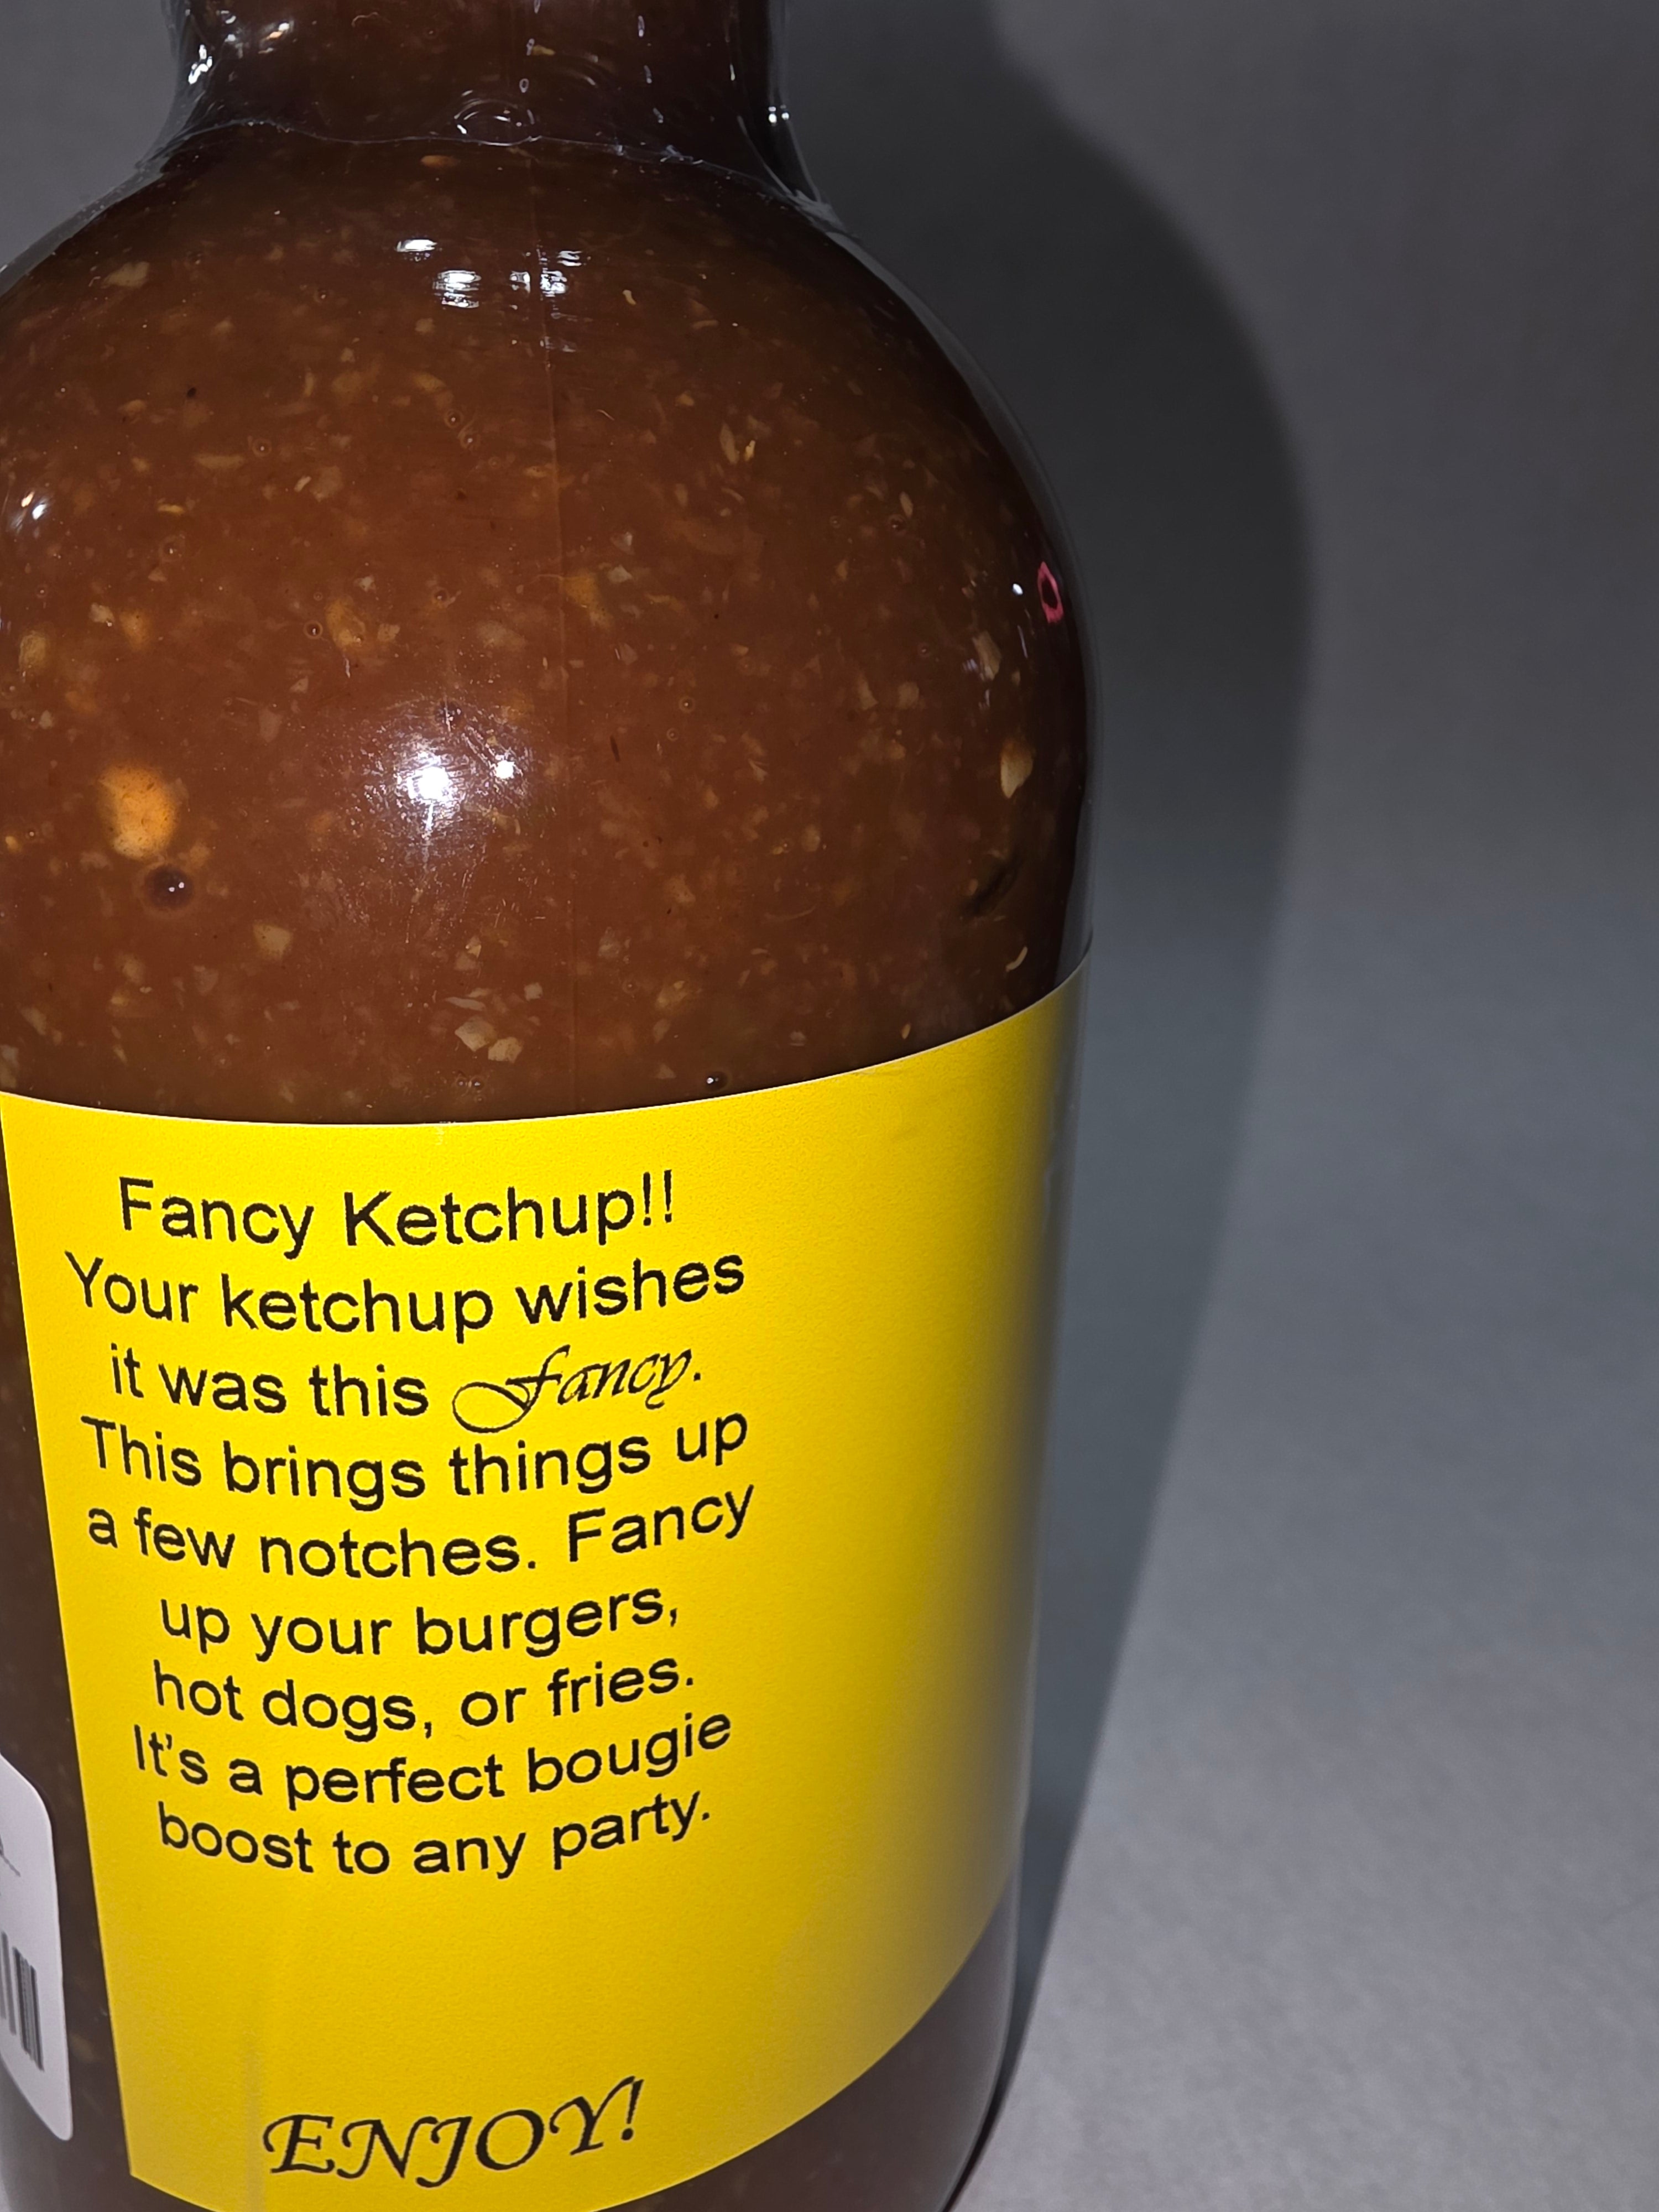 Fancy Ketchup!!
Your ketchup wishes
it was this fancy.
This brings things up
a few notches. Fancy
up your burgers,
hot dogs, or fries.
It's a perfect bougie
boost to any party.
ENJOY!